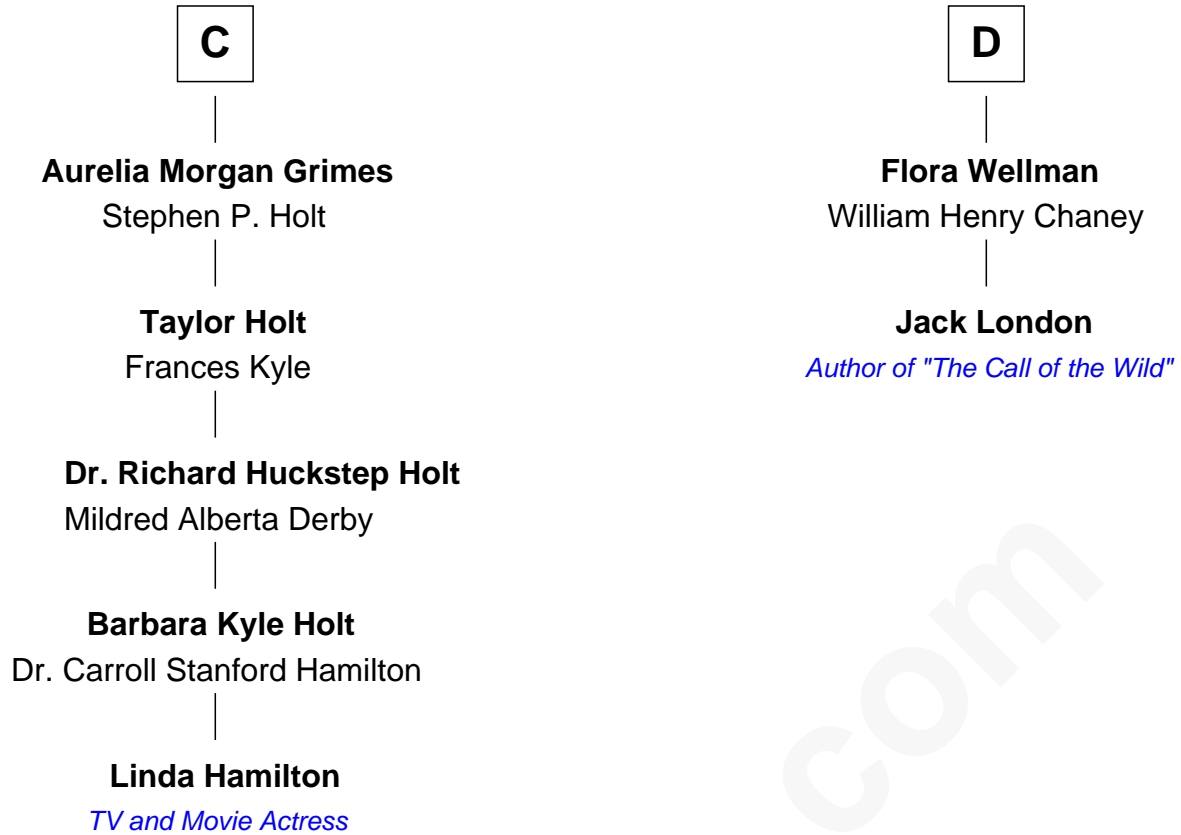 C
Aurelia Morgan Grimes
Stephen P. Holt
Taylor Holt
Frances Kyle
Dr. Richard Huckstep Holt
Mildred Alberta Derby
Barbara Kyle Holt
Dr. Carroll Stanford Hamilton
Linda Hamilton
TV and Movie Actress
D
Flora Wellman
William Henry Chaney
Jack London
Author of "The Call of the Wild"
com